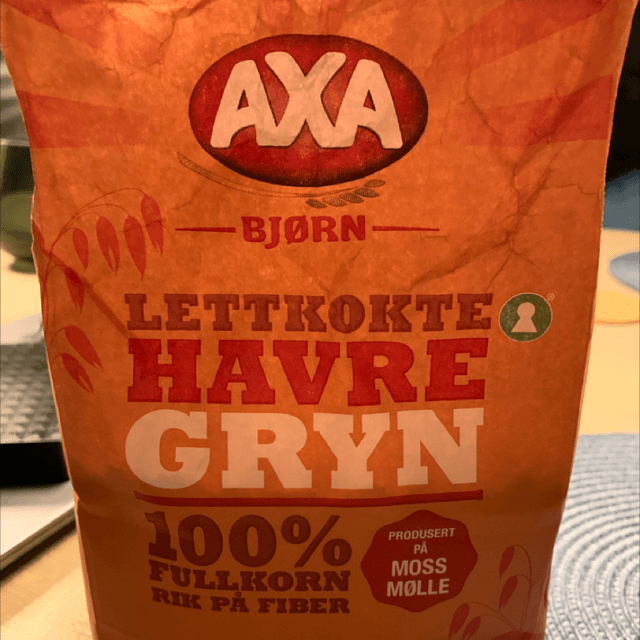 AXA
BJØRN
LETTKOKTE
HAVRE
GRYN
100%
FULLKORN
RIK PÅ FIBER
PRODUSERT
PÅ
MOSS
MØLLE